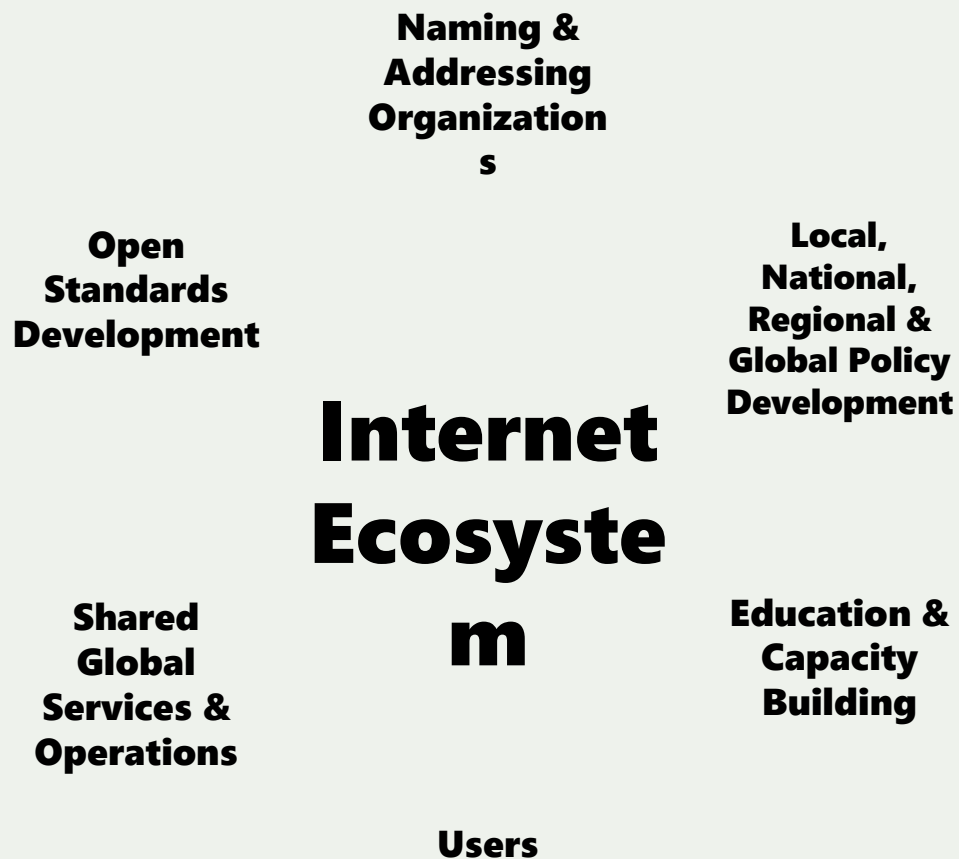 Naming &
Addressing
Organization
s
Open
Standards
Development
Local,
National,
Regional &
Global Policy
Development
Internet
Ecosyste
m
Shared
Global
Services &
Operations
Education &
Capacity
Building
Users